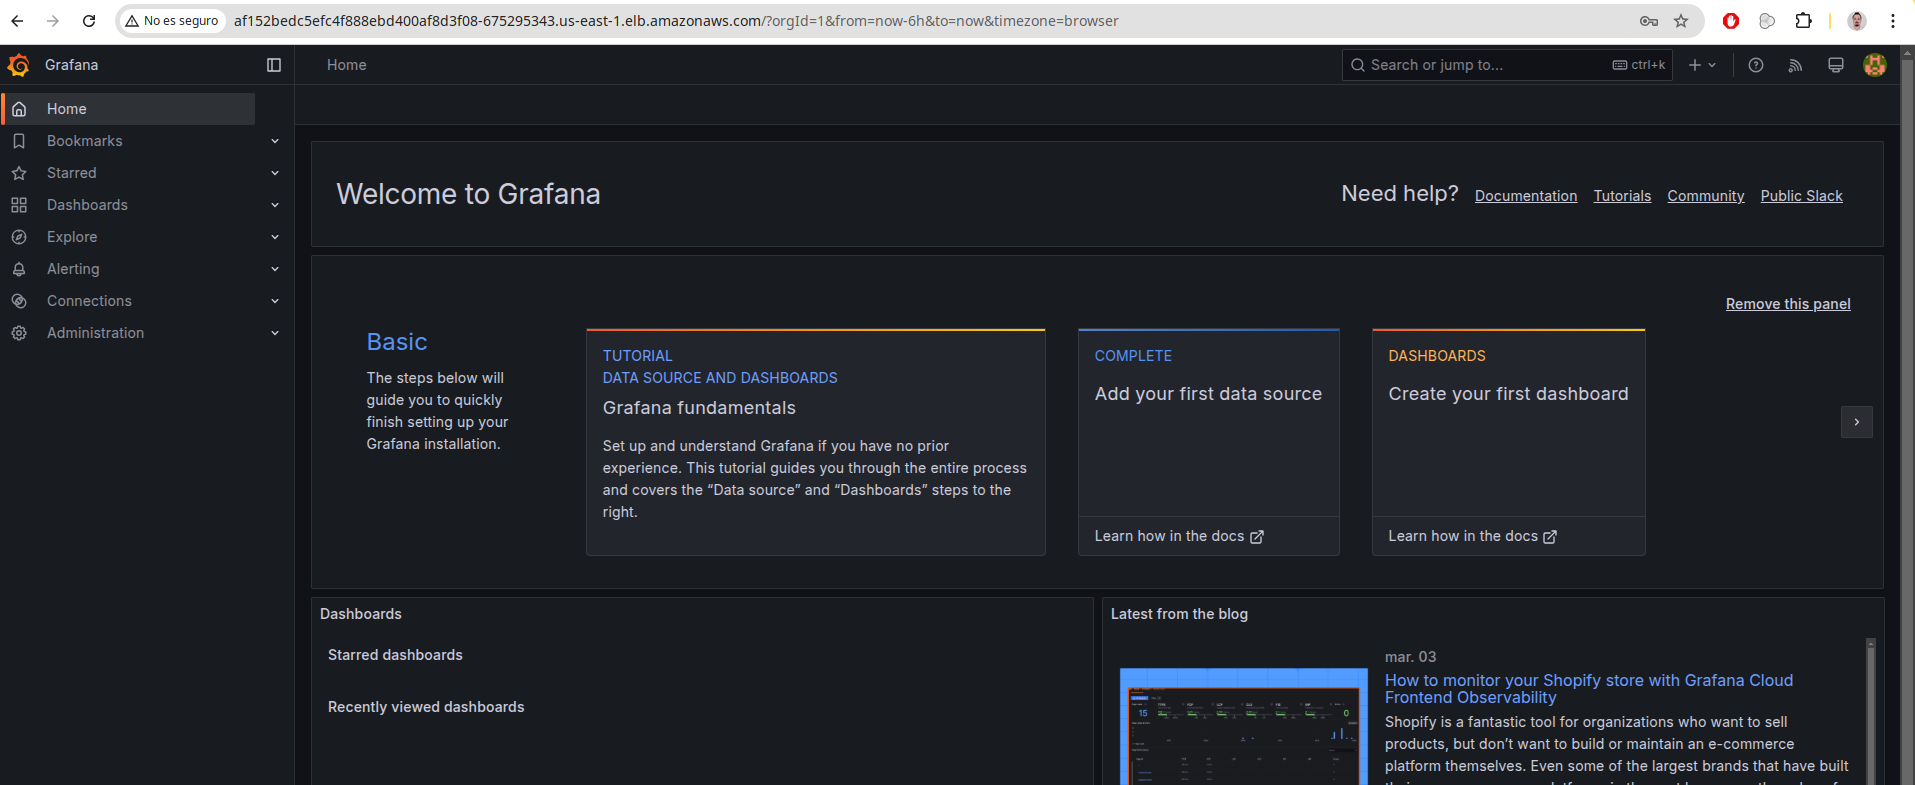 No es seguro
af152bedc5efc4f888ebd400af8d3f08-675295343.us-east-1.elb.amazonaws.com/?orgId=1&from=now-6h&to=now&timezone=browser
Grafana
Home
Search or jump to...
ctrl+k
Home
Bookmarks
Starred
Dashboards
Explore
Alerting
Connections
Administration
Welcome to Grafana
Need help?
Documentation
Tutorials
Community
Public Slack
Remove this panel
Basic
The steps below will
guide you to quickly
finish setting up your
Grafana installation.
TUTORIAL
DATA SOURCE AND DASHBOARDS
Grafana fundamentals
Set up and understand Grafana if you have no prior
experience. This tutorial guides you through the entire process
and covers the “Data source” and “Dashboards” steps to the
right.
COMPLETE
Add your first data source
Learn how in the docs
DASHBOARDS
Create your first dashboard
Learn how in the docs
Dashboards
Starred dashboards
Recently viewed dashboards
Latest from the blog
15
0
mar. 03
How to monitor your Shopify store with Grafana Cloud
Frontend Observability
Shopify is a fantastic tool for organizations who want to sell
products, but don’t want to build or maintain an e-commerce
platform themselves. Even some of the largest brands that have built